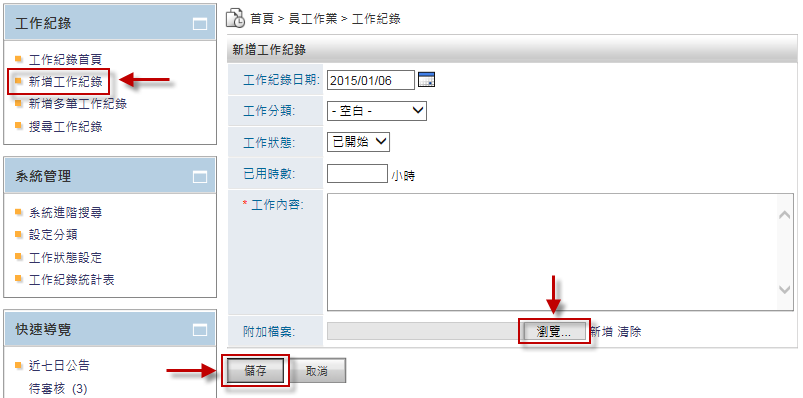 工作紀錄
工作紀錄首頁
新增工作紀錄
新增多筆工作紀錄
搜尋工作紀錄
系統管理
系統進階搜尋
設定分類
工作狀態設定
工作紀錄統計表
快速導覽
近七日公告
待審核 (3)
首頁 > 員工作業 > 工作紀錄
新增工作紀錄
工作紀錄日期: 2015/01/06
工作分類: - 空白 -
工作狀態: 已開始
已用時數: 小時
* 工作內容:
附加檔案: 瀏覽... 新增 清除
儲存 取消